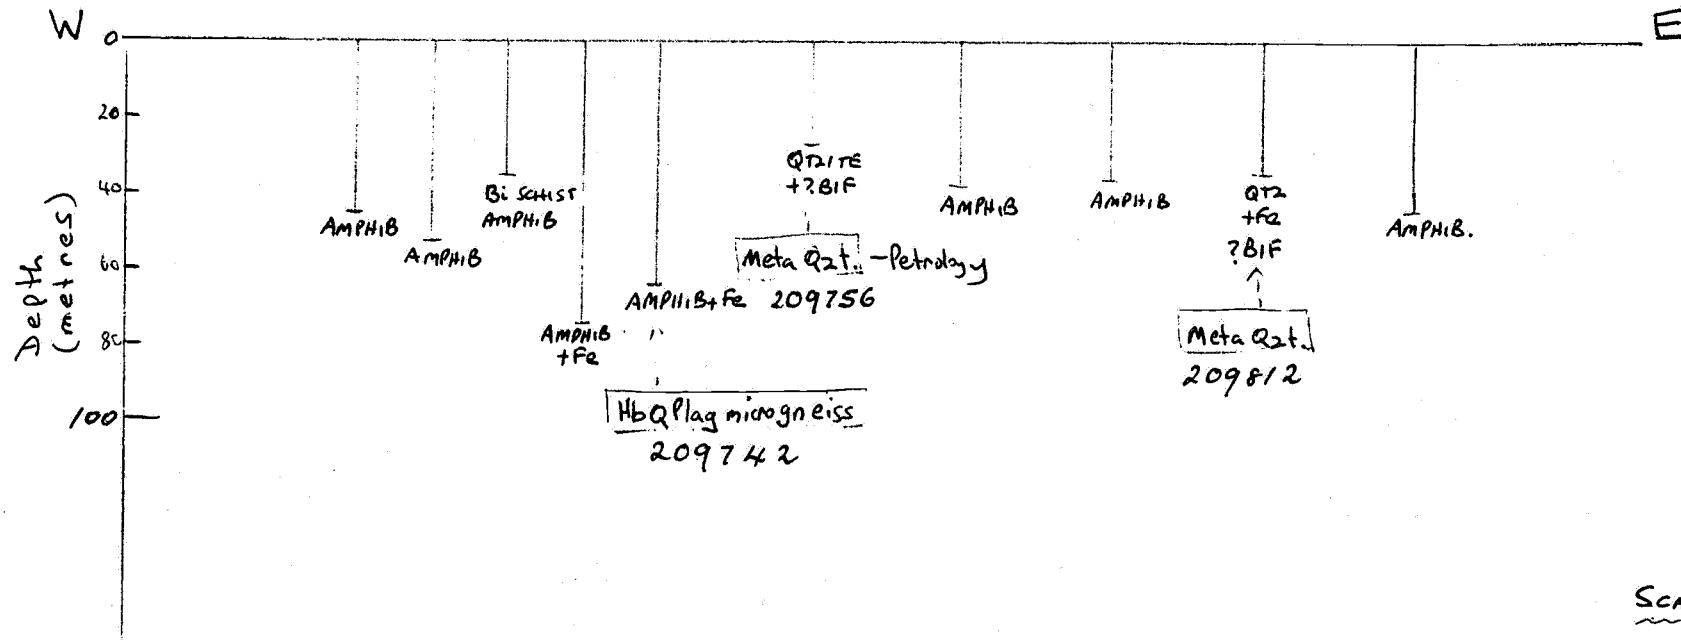 W
E
0
20
40
60
80
100
Depth
(metres)
AMPHIB
AMPHIB
Bi SCHIST
AMPHIB
AMPHIB
+Fe
AMPHIB+Fe
HbQPlag microgneiss
209742
QTZITE
+?BIF
Meta Qzt. - Petrology
209756
AMPHIB
AMPHIB
QTZ
+Fe
?BIF
Meta Qzt.
209812
AMPHIB.
SCA